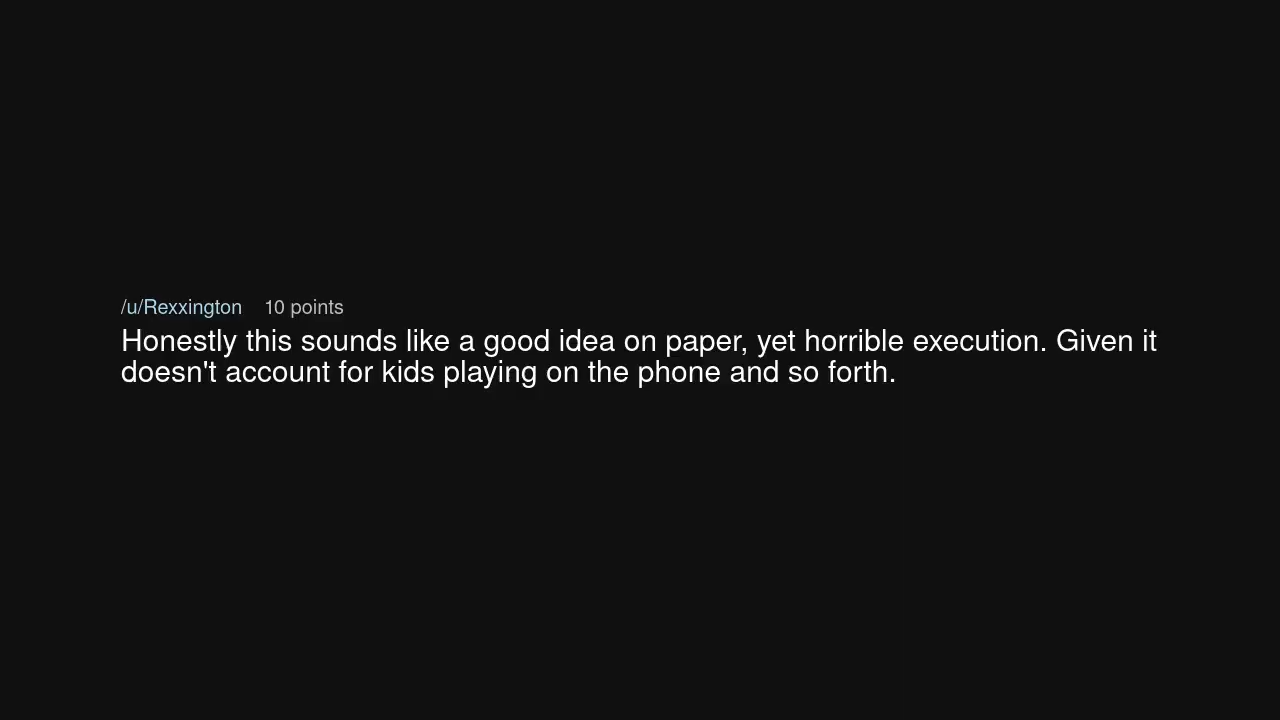 /u/Rexxington 10 points
Honestly this sounds like a good idea on paper, yet horrible execution. Given it
doesn't account for kids playing on the phone and so forth.